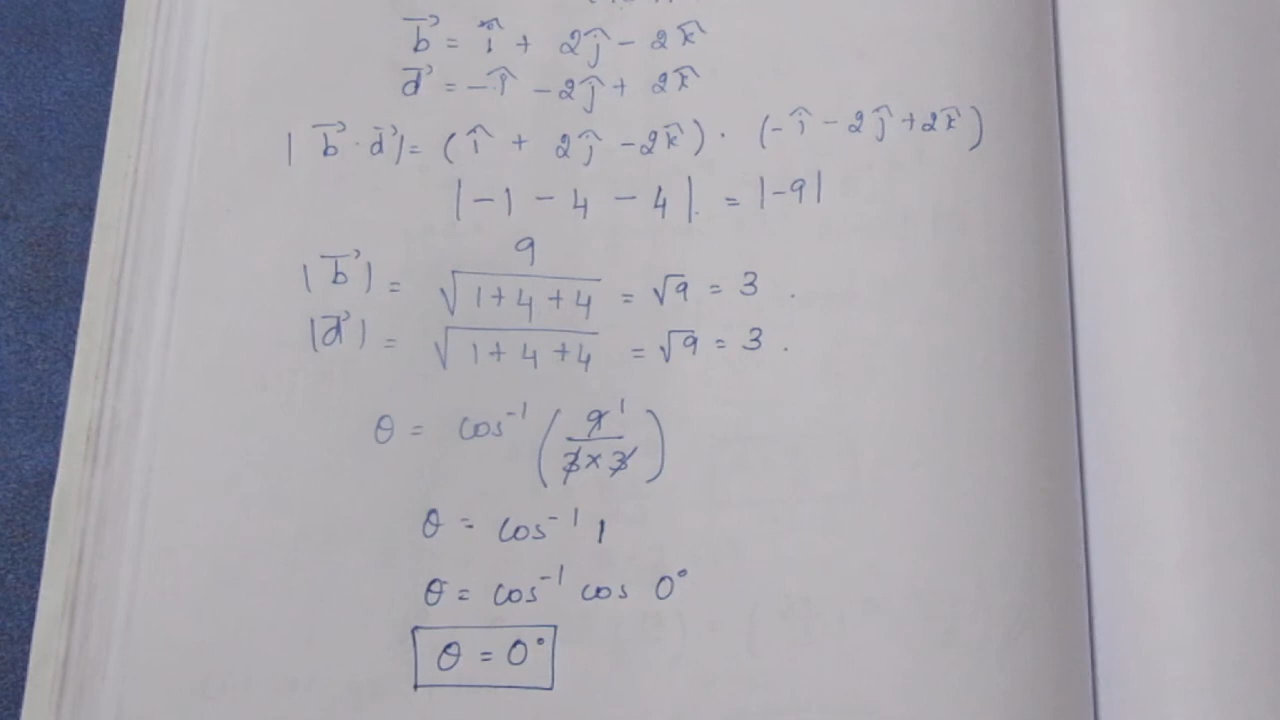 b⃗ = î + 2ĵ - 2k̂
d⃗ = -î - 2ĵ + 2k̂
|b⃗ · d⃗| = (î + 2ĵ - 2k̂) · (-î - 2ĵ + 2k̂)
|-1 - 4 - 4| = |-9|
9
|b⃗| = √(1+4+4) = √9 = 3 .
|d⃗| = √(1+4+4) = √9 = 3 .
θ = cos⁻¹ (9 1 / 3×3)
θ = cos⁻¹ 1
θ = cos⁻¹ cos 0°
θ = 0°